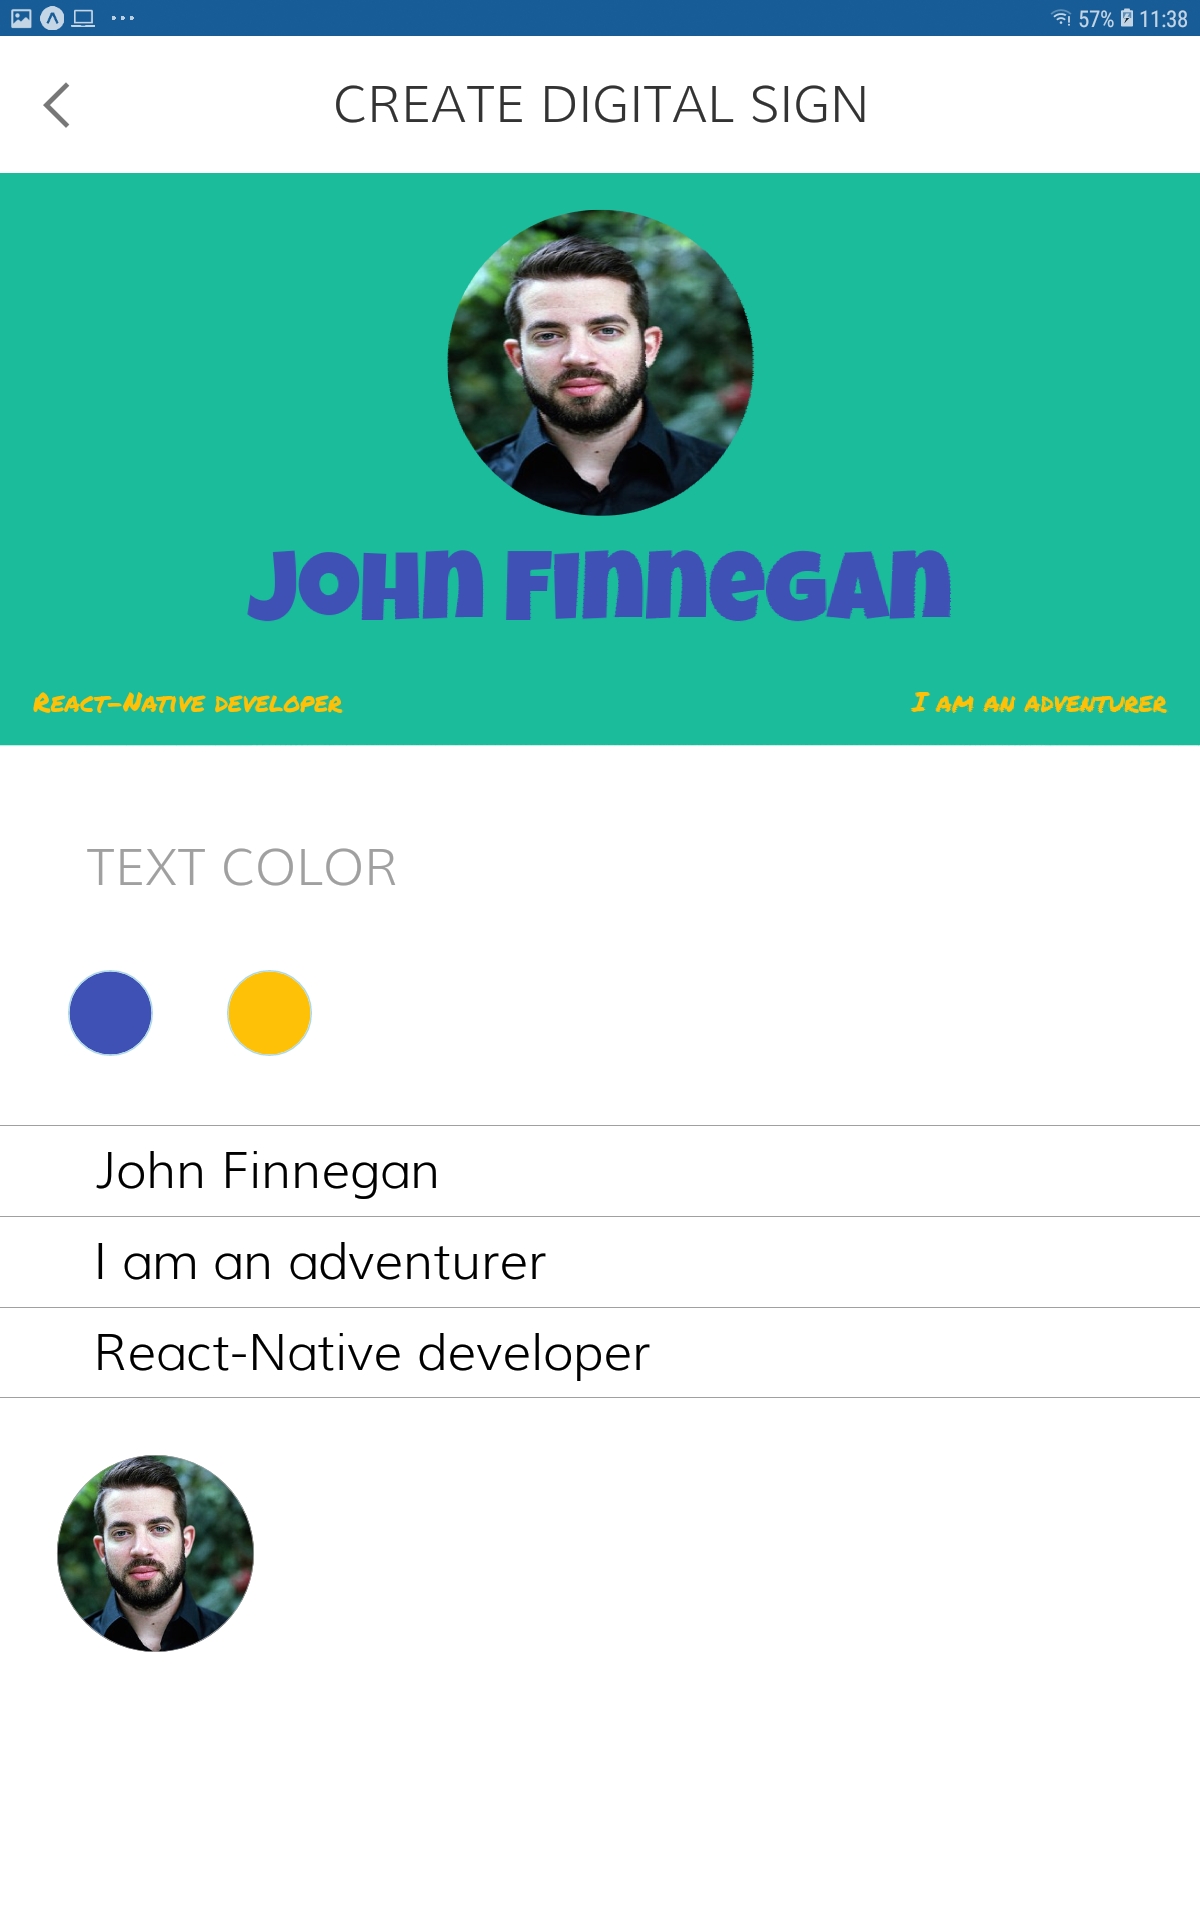 57% 11:38
CREATE DIGITAL SIGN
John Finnegan
React-Native developer
I am an adventurer
TEXT COLOR
John Finnegan
I am an adventurer
React-Native developer